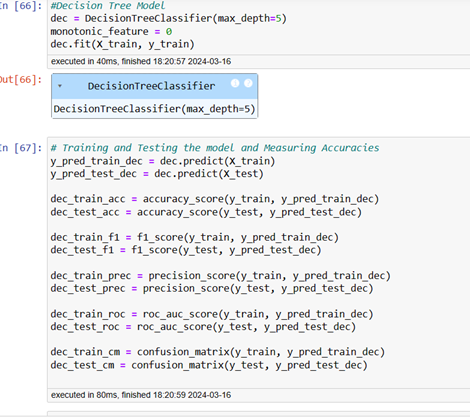 In [66]: #Decision Tree Model
dec = DecisionTreeClassifier(max_depth=5)
monotonic_feature = 0
dec.fit(X_train, y_train)
executed in 40ms, finished 18:20:57 2024-03-16
Out[66]: DecisionTreeClassifier
DecisionTreeClassifier(max_depth=5)
In [67]: # Training and Testing the model and Measuring Accuracies
y_pred_train_dec = dec.predict(X_train)
y_pred_test_dec = dec.predict(X_test)
dec_train_acc = accuracy_score(y_train, y_pred_train_dec)
dec_test_acc = accuracy_score(y_test, y_pred_test_dec)
dec_train_f1 = f1_score(y_train, y_pred_train_dec)
dec_test_f1 = f1_score(y_test, y_pred_test_dec)
dec_train_prec = precision_score(y_train, y_pred_train_dec)
dec_test_prec = precision_score(y_test, y_pred_test_dec)
dec_train_roc = roc_auc_score(y_train, y_pred_train_dec)
dec_test_roc = roc_auc_score(y_test, y_pred_test_dec)
dec_train_cm = confusion_matrix(y_train, y_pred_train_dec)
dec_test_cm = confusion_matrix(y_test, y_pred_test_dec)
executed in 80ms, finished 18:20:59 2024-03-16